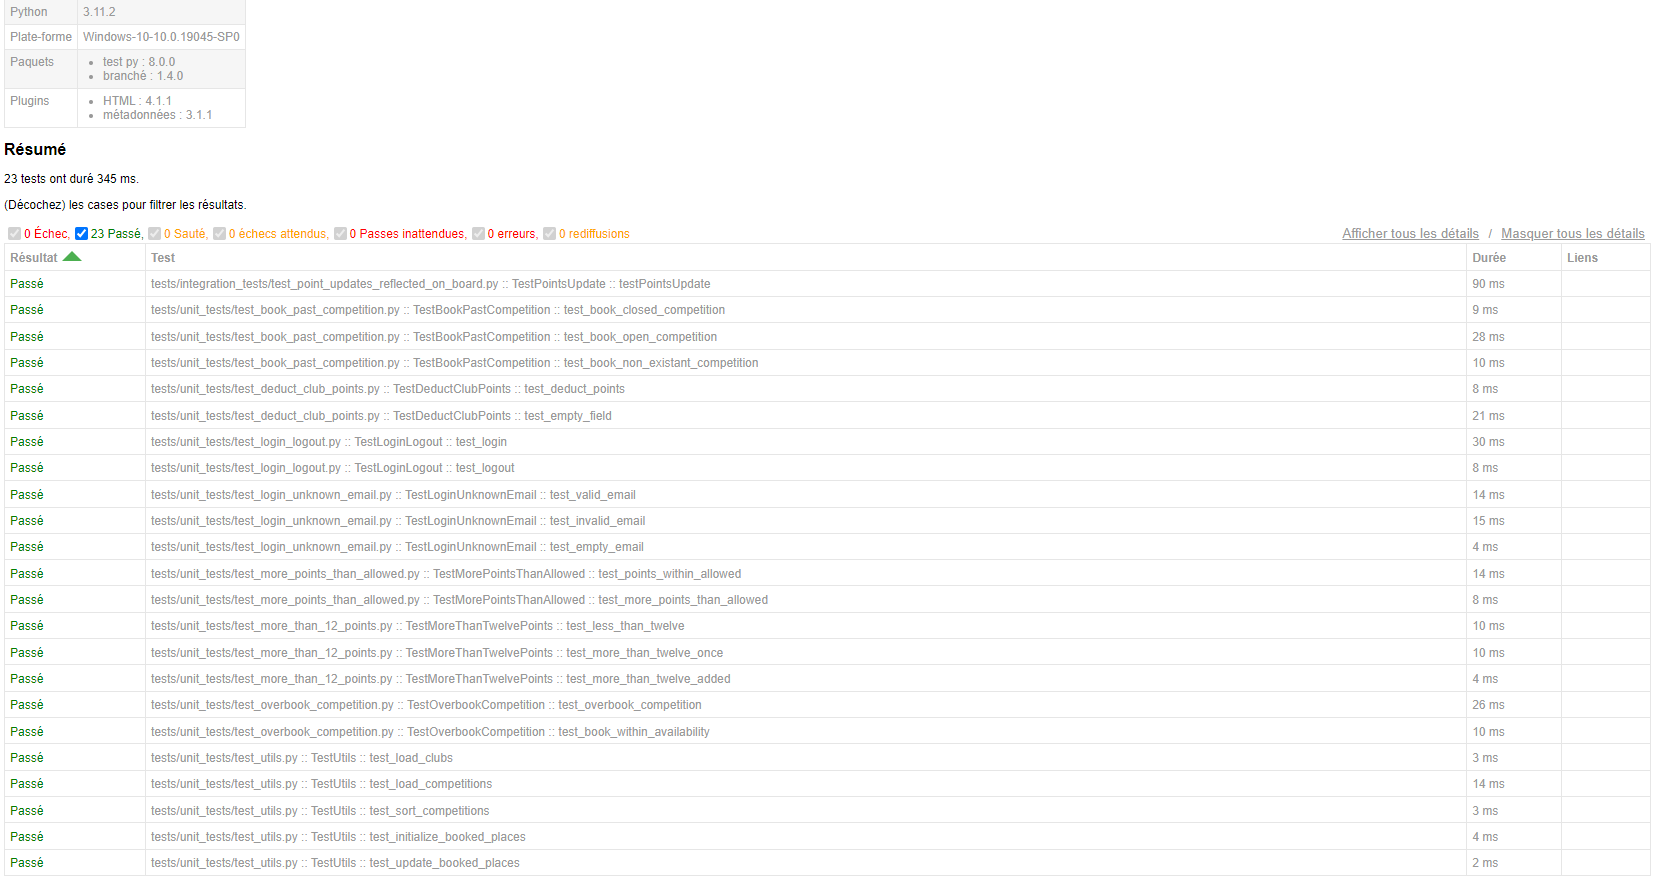 Python 3.11.2
Plate-forme Windows-10-10.0.19045-SP0
Paquets
test py : 8.0.0
branché : 1.4.0
Plugins
HTML : 4.1.1
métadonnées : 3.1.1
Résumé
23 tests ont duré 345 ms.
(Décochez) les cases pour filtrer les résultats.
0 Échec, 23 Passé, 0 Sauté, 0 échecs attendus, 0 Passes inattendues, 0 erreurs, 0 rediffusions Afficher tous les détails / Masquer tous les détails
Résultat Test Durée Liens
Passé tests/integration_tests/test_point_updates_reflected_on_board.py :: TestPointsUpdate :: testPointsUpdate 90 ms
Passé tests/unit_tests/test_book_past_competition.py :: TestBookPastCompetition :: test_book_closed_competition 9 ms
Passé tests/unit_tests/test_book_past_competition.py :: TestBookPastCompetition :: test_book_open_competition 28 ms
Passé tests/unit_tests/test_book_past_competition.py :: TestBookPastCompetition :: test_book_non_existant_competition 10 ms
Passé tests/unit_tests/test_deduct_club_points.py :: TestDeductClubPoints :: test_deduct_points 8 ms
Passé tests/unit_tests/test_deduct_club_points.py :: TestDeductClubPoints :: test_empty_field 21 ms
Passé tests/unit_tests/test_login_logout.py :: TestLoginLogout :: test_login 30 ms
Passé tests/unit_tests/test_login_logout.py :: TestLoginLogout :: test_logout 8 ms
Passé tests/unit_tests/test_login_unknown_email.py :: TestLoginUnknownEmail :: test_valid_email 14 ms
Passé tests/unit_tests/test_login_unknown_email.py :: TestLoginUnknownEmail :: test_invalid_email 15 ms
Passé tests/unit_tests/test_login_unknown_email.py :: TestLoginUnknownEmail :: test_empty_email 4 ms
Passé tests/unit_tests/test_more_points_than_allowed.py :: TestMorePointsThanAllowed :: test_points_within_allowed 14 ms
Passé tests/unit_tests/test_more_points_than_allowed.py :: TestMorePointsThanAllowed :: test_more_points_than_allowed 8 ms
Passé tests/unit_tests/test_more_than_12_points.py :: TestMoreThanTwelvePoints :: test_less_than_twelve 10 ms
Passé tests/unit_tests/test_more_than_12_points.py :: TestMoreThanTwelvePoints :: test_more_than_twelve_once 10 ms
Passé tests/unit_tests/test_more_than_12_points.py :: TestMoreThanTwelvePoints :: test_more_than_twelve_added 4 ms
Passé tests/unit_tests/test_overbook_competition.py :: TestOverbookCompetition :: test_overbook_competition 26 ms
Passé tests/unit_tests/test_overbook_competition.py :: TestOverbookCompetition :: test_book_within_availability 10 ms
Passé tests/unit_tests/test_utils.py :: TestUtils :: test_load_clubs 3 ms
Passé tests/unit_tests/test_utils.py :: TestUtils :: test_load_competitions 14 ms
Passé tests/unit_tests/test_utils.py :: TestUtils :: test_sort_competitions 3 ms
Passé tests/unit_tests/test_utils.py :: TestUtils :: test_initialize_booked_places 4 ms
Passé tests/unit_tests/test_utils.py :: TestUtils :: test_update_booked_places 2 ms